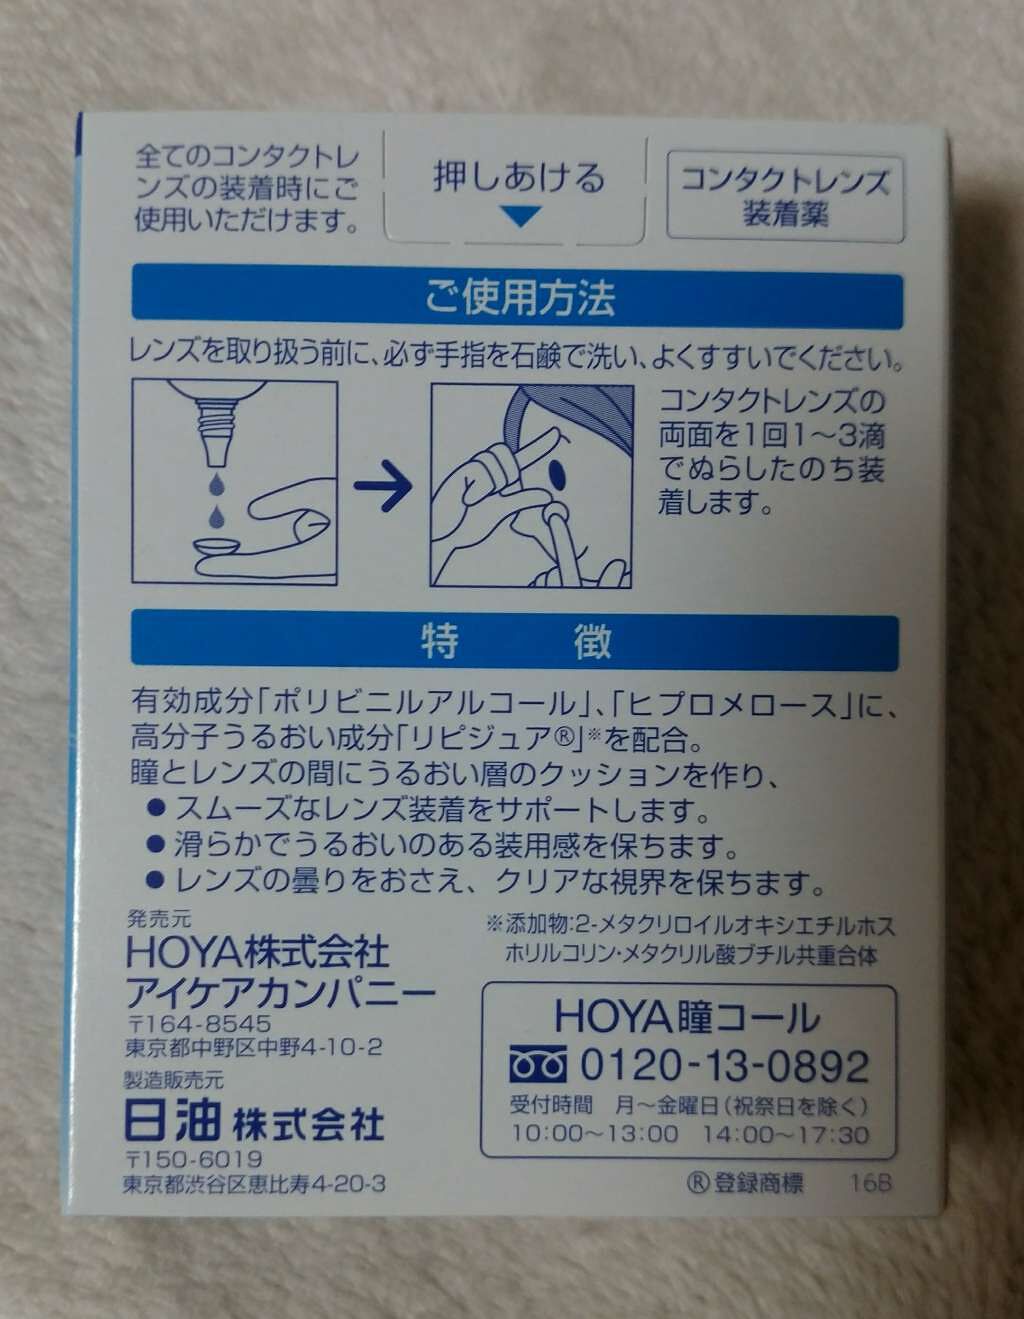 全てのコンタクトレ
ンズの装着時にご
使用いただけます。
押しあける
コンタクトレンズ
装着薬
ご使用方法
レンズを取り扱う前に、必ず手指を石鹸で洗い、よくすすいでください。
コンタクトレンズの
両面を1回1～3滴
でぬらしたのち装
着します。
特　　徴
有効成分「ポリビニルアルコール」、「ヒプロメロース」に、
高分子うるおい成分「リピジュア®」※を配合。
瞳とレンズの間にうるおい層のクッションを作り、
●スムーズなレンズ装着をサポートします。
●滑らかでうるおいのある装用感を保ちます。
●レンズの曇りをおさえ、クリアな視界を保ちます。
※添加物:2-メタクリロイルオキシエチルホス
ホリルコリン・メタクリル酸ブチル共重合体
発売元
HOYA株式会社
アイケアカンパニー
〒164-8545
東京都中野区中野4-10-2
製造販売元
日油株式会社
〒150-6019
東京都渋谷区恵比寿4-20-3
HOYA瞳コール
0120-13-0892
受付時間　月～金曜日(祝祭日を除く)
10:00～13:00　14:00～17:30
®登録商標　16B